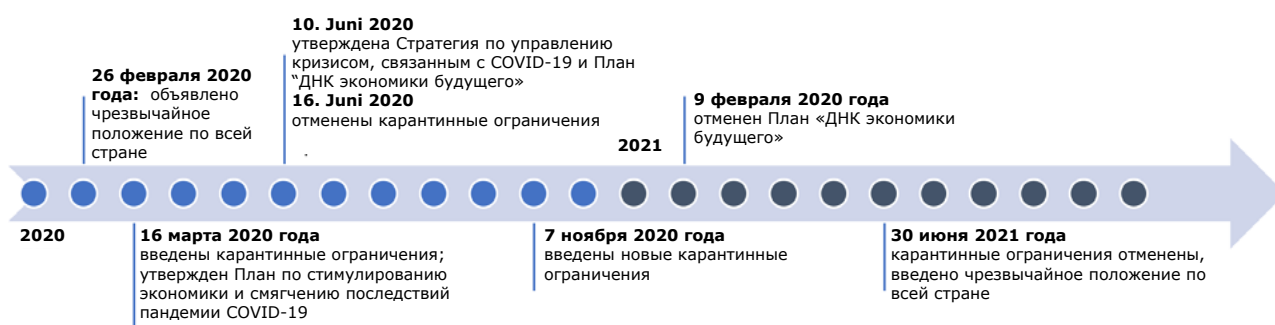 10. Juni 2020
утверждена Стратегия по управлению
кризисом, связанным с COVID-19 и План
“ДНК экономики будущего»
16. Juni 2020
отменены карантинные ограничения
26 февраля 2020
года: объявлено
чрезвычайное
положение по всей
стране
9 февраля 2020 года
отменен План «ДНК экономики
будущего»
2021
2020
16 марта 2020 года
введены карантинные ограничения;
утвержден План по стимулированию
экономики и смягчению последствий
пандемии COVID-19
7 ноября 2020 года
введены новые карантинные
ограничения
30 июня 2021 года
карантинные ограничения отменены,
введено чрезвычайное положение по
всей стране